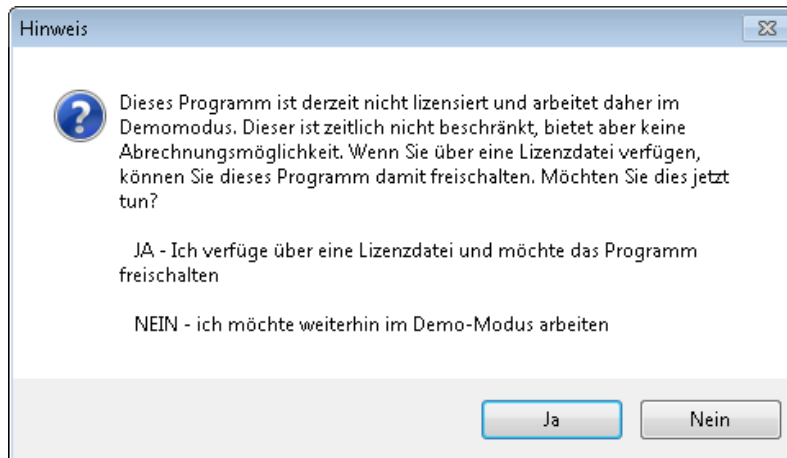 Hinweis
Dieses Programm ist derzeit nicht lizensiert und arbeitet daher im
Demomodus. Dieser ist zeitlich nicht beschränkt, bietet aber keine
Abrechnungsmöglichkeit. Wenn Sie über eine Lizenzdatei verfügen,
können Sie dieses Programm damit freischalten. Möchten Sie dies jetzt
tun?
JA - Ich verfüge über eine Lizenzdatei und möchte das Programm
freischalten
NEIN - ich möchte weiterhin im Demo-Modus arbeiten
Ja
Nein